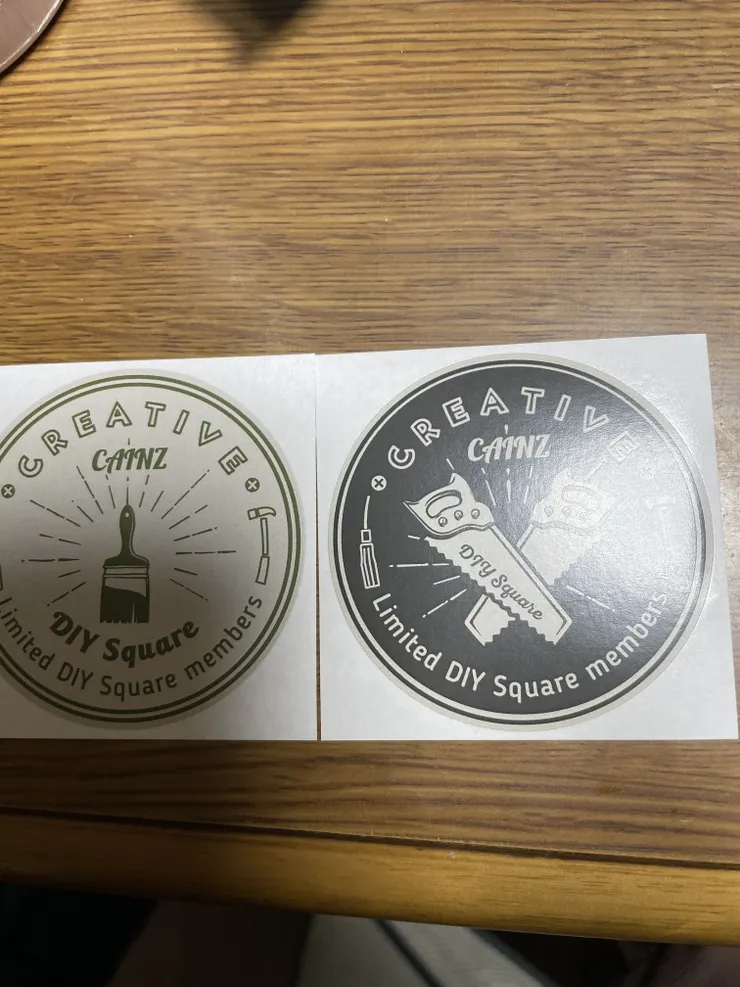 CREATIVE
CAINZ
DIY Square
Limited DIY Square members
CREATIVE
CAINZ
DIY Square
Limited DIY Square members